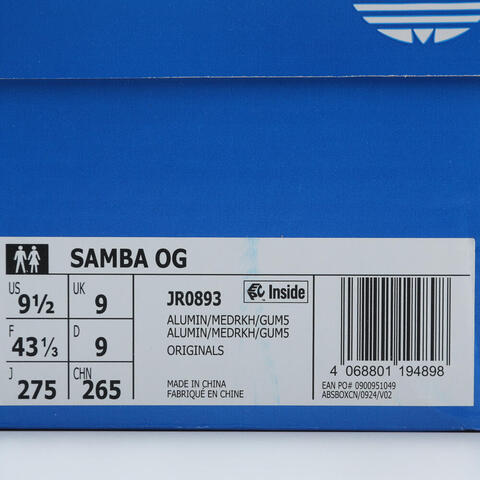 SAMBA OG
US 9½ UK 9
F 43⅓ D 9
J 275 CHN 265
JR0893 Inside
ALUMIN/MEDRKH/GUM5
ALUMIN/MEDRKH/GUM5
ORIGINALS
MADE IN CHINA
FABRIQUÉ EN CHINE
4 068801 194898
EAN PO# 0900951049
ABSBOXCN/0924/V02